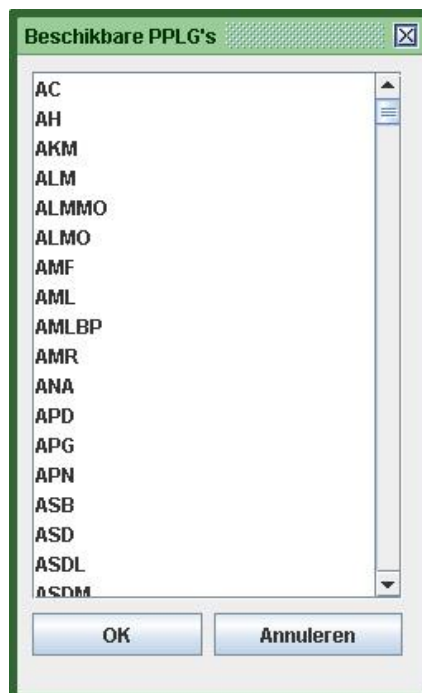 Beschikbare PPLG's
AC
AH
AKM
ALM
ALMMO
ALMO
AMF
AML
AMLBP
AMR
ANA
APD
APG
APN
ASB
ASD
ASDL
ASDM
OK
Annuleren